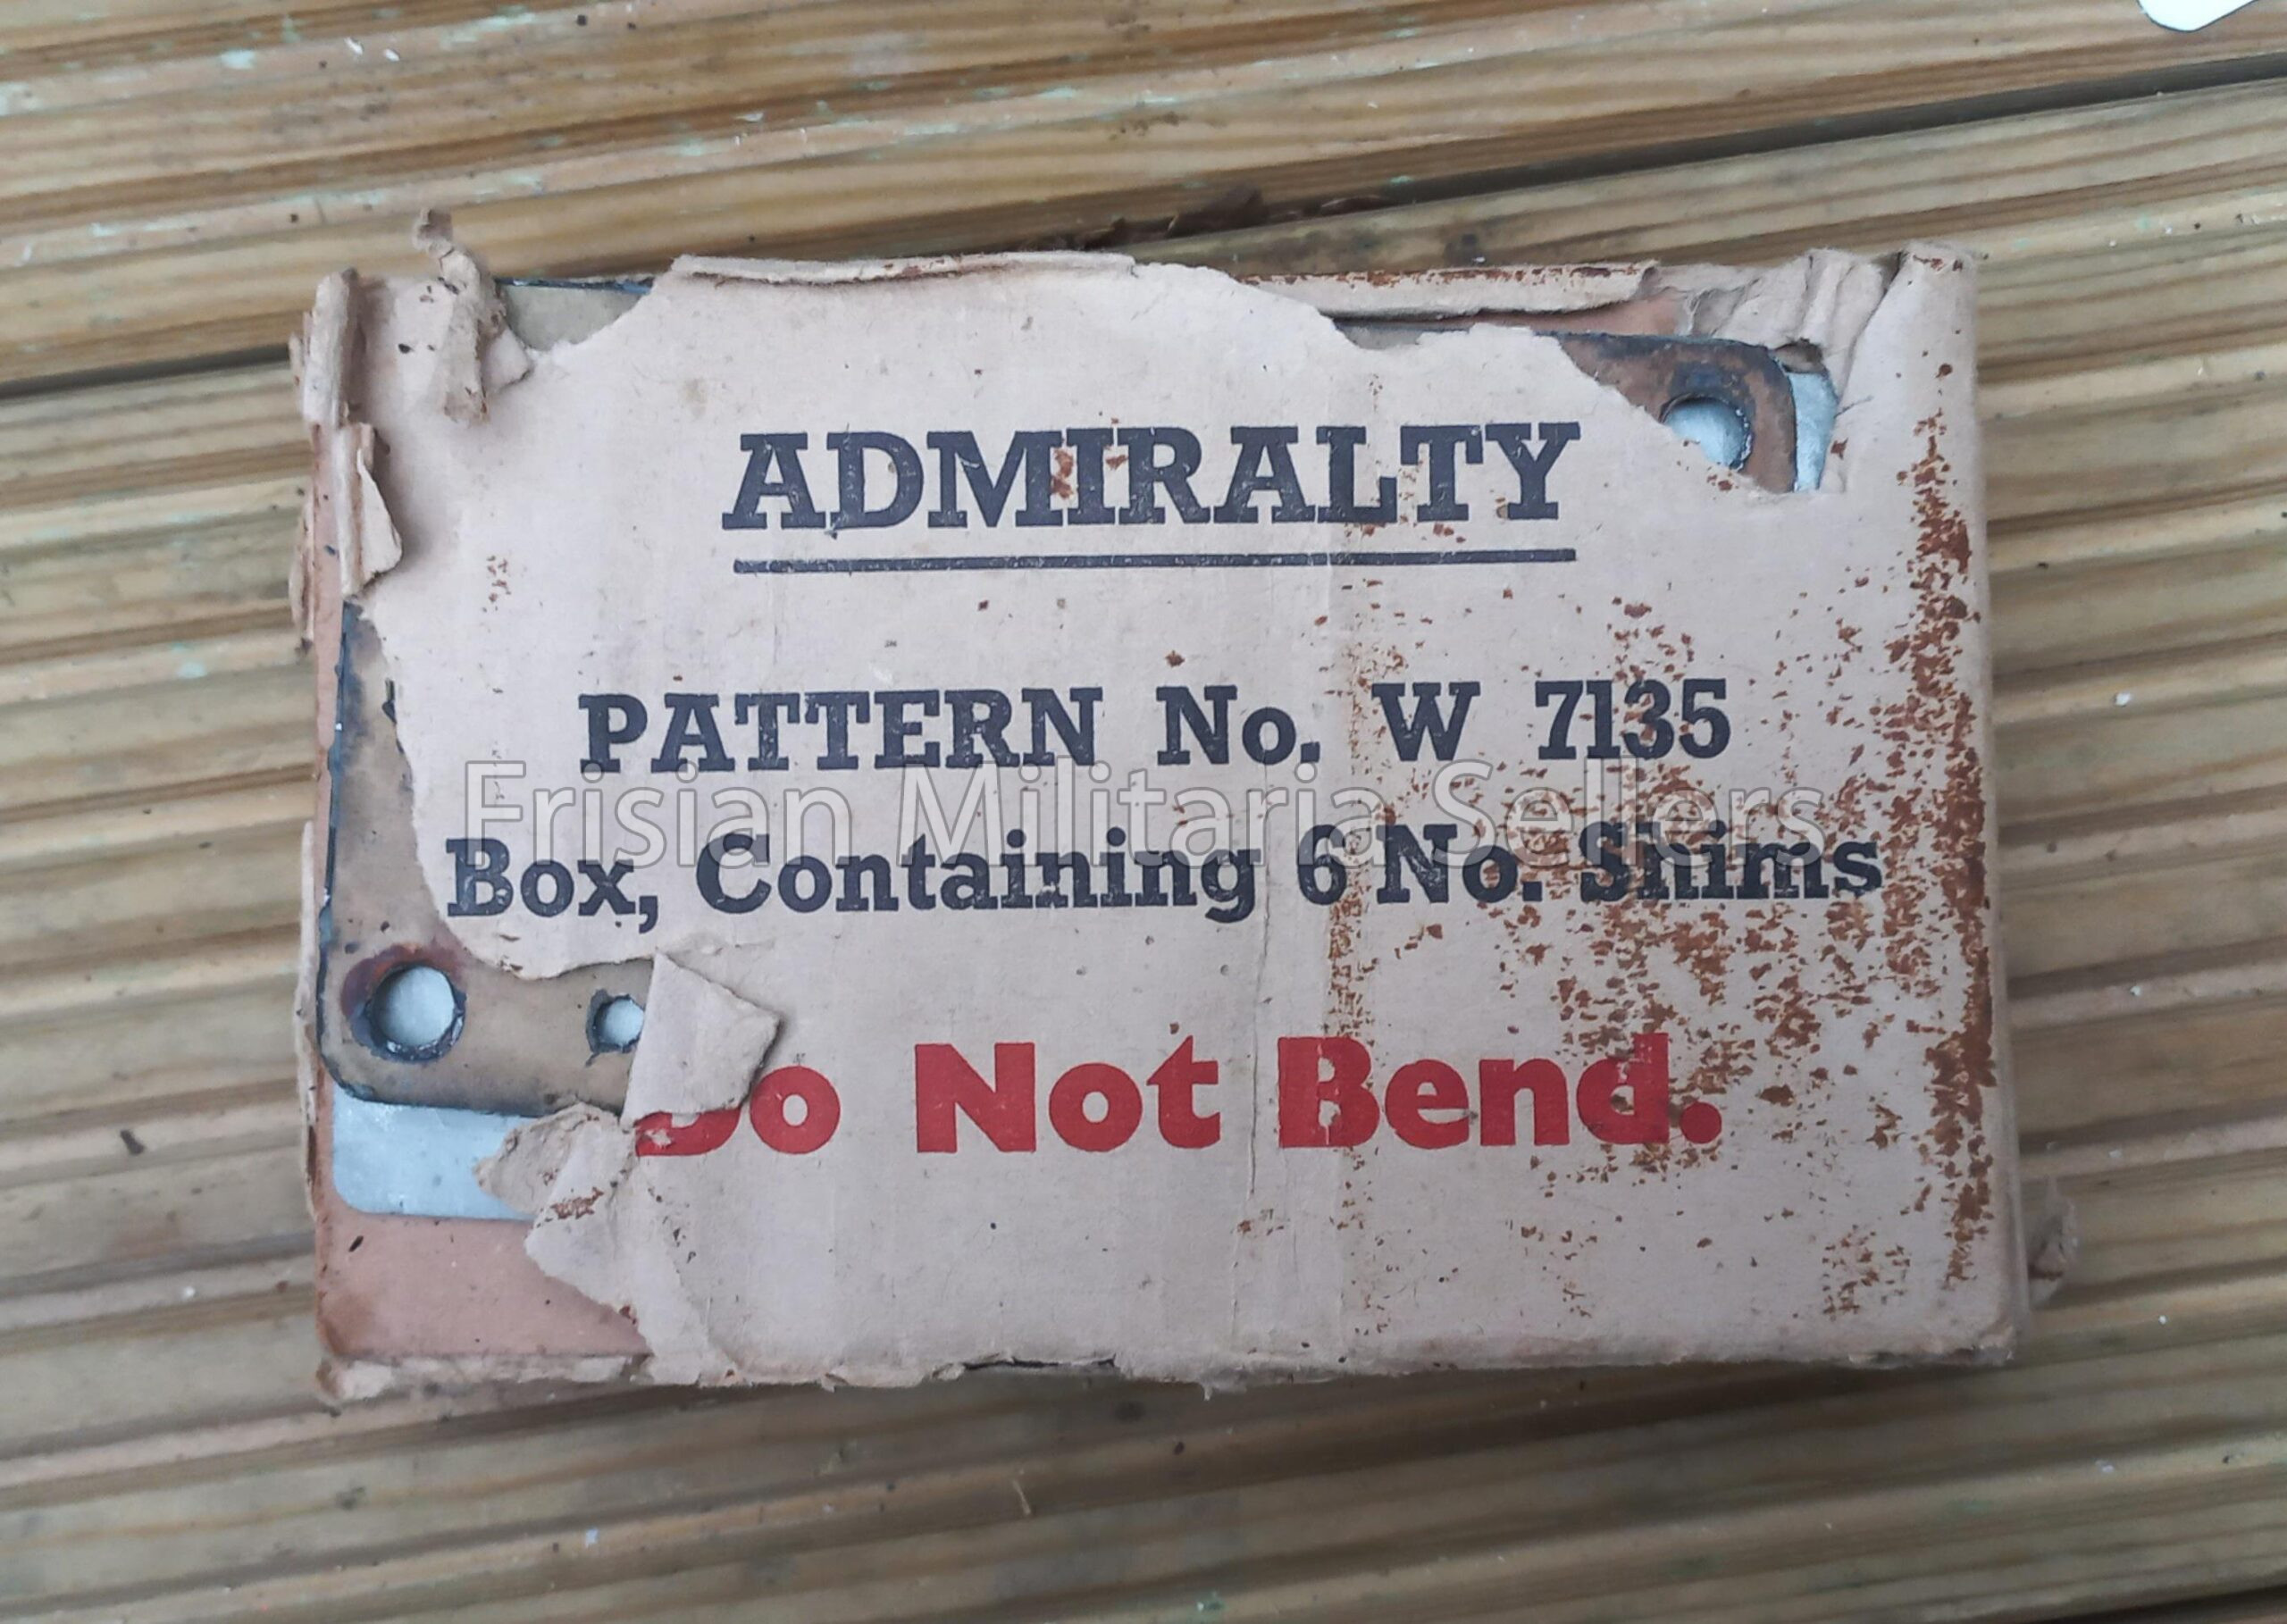 ADMIRALTY
PATTERN No. W 7135
Frisian Militaria Sellers
Box, Containing 6 No. Shims
Do Not Bend.